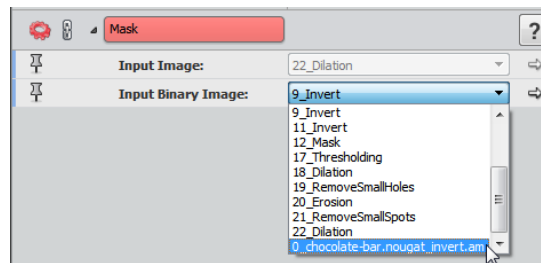 Mask
?
Input Image: 22_Dilation
Input Binary Image: 9_Invert
9_Invert
11_Invert
12_Mask
17_Thresholding
18_Dilation
19_RemoveSmallHoles
20_Erosion
21_RemoveSmallSpots
22_Dilation
0_chocolate-bar.nougat_invert.am